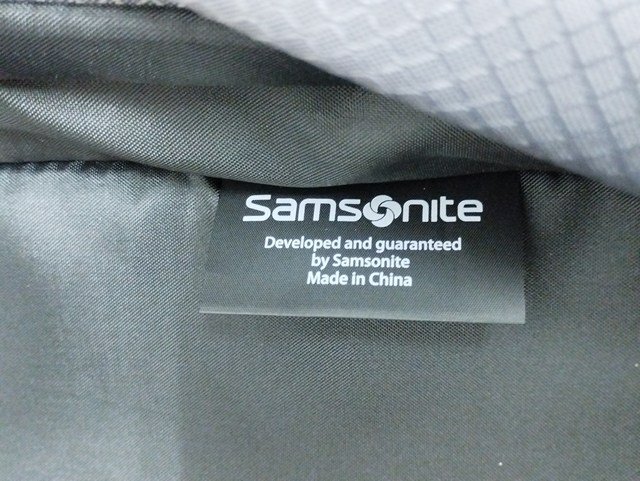 Samsonite
Developed and guaranteed
by Samsonite
Made in China